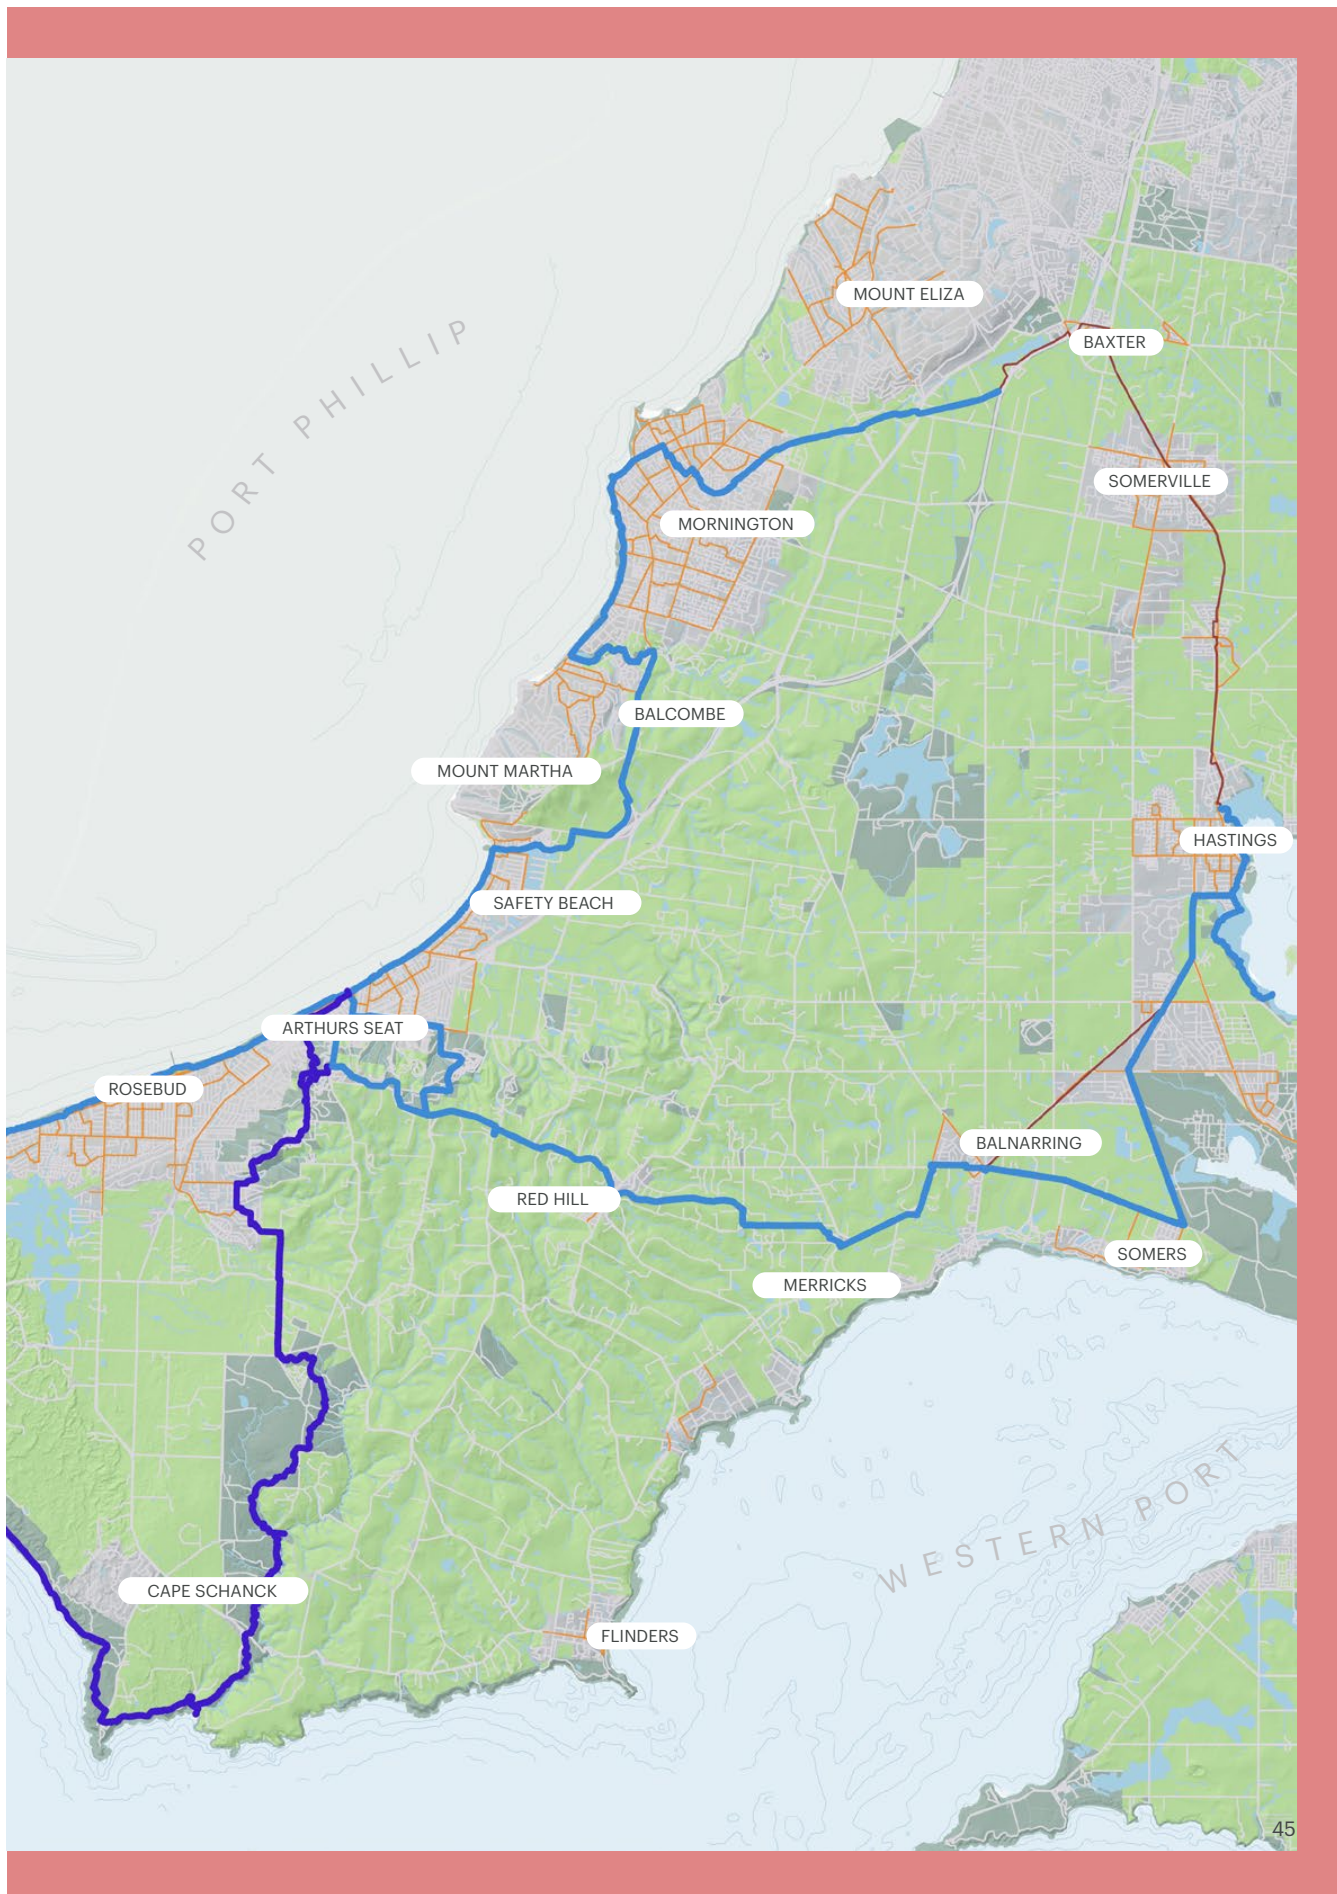 MOUNT ELIZA
PORT PHILLIP
BAXTER
SOMERVILLE
MORNINGTON
BALCOMBE
MOUNT MARTHA
HASTINGS
SAFETY BEACH
ARTHURS SEAT
ROSEBUD
BALNARRING
RED HILL
SOMERS
MERRICKS
WESTERN PORT
CAPE SCHANCK
FLINDERS
45